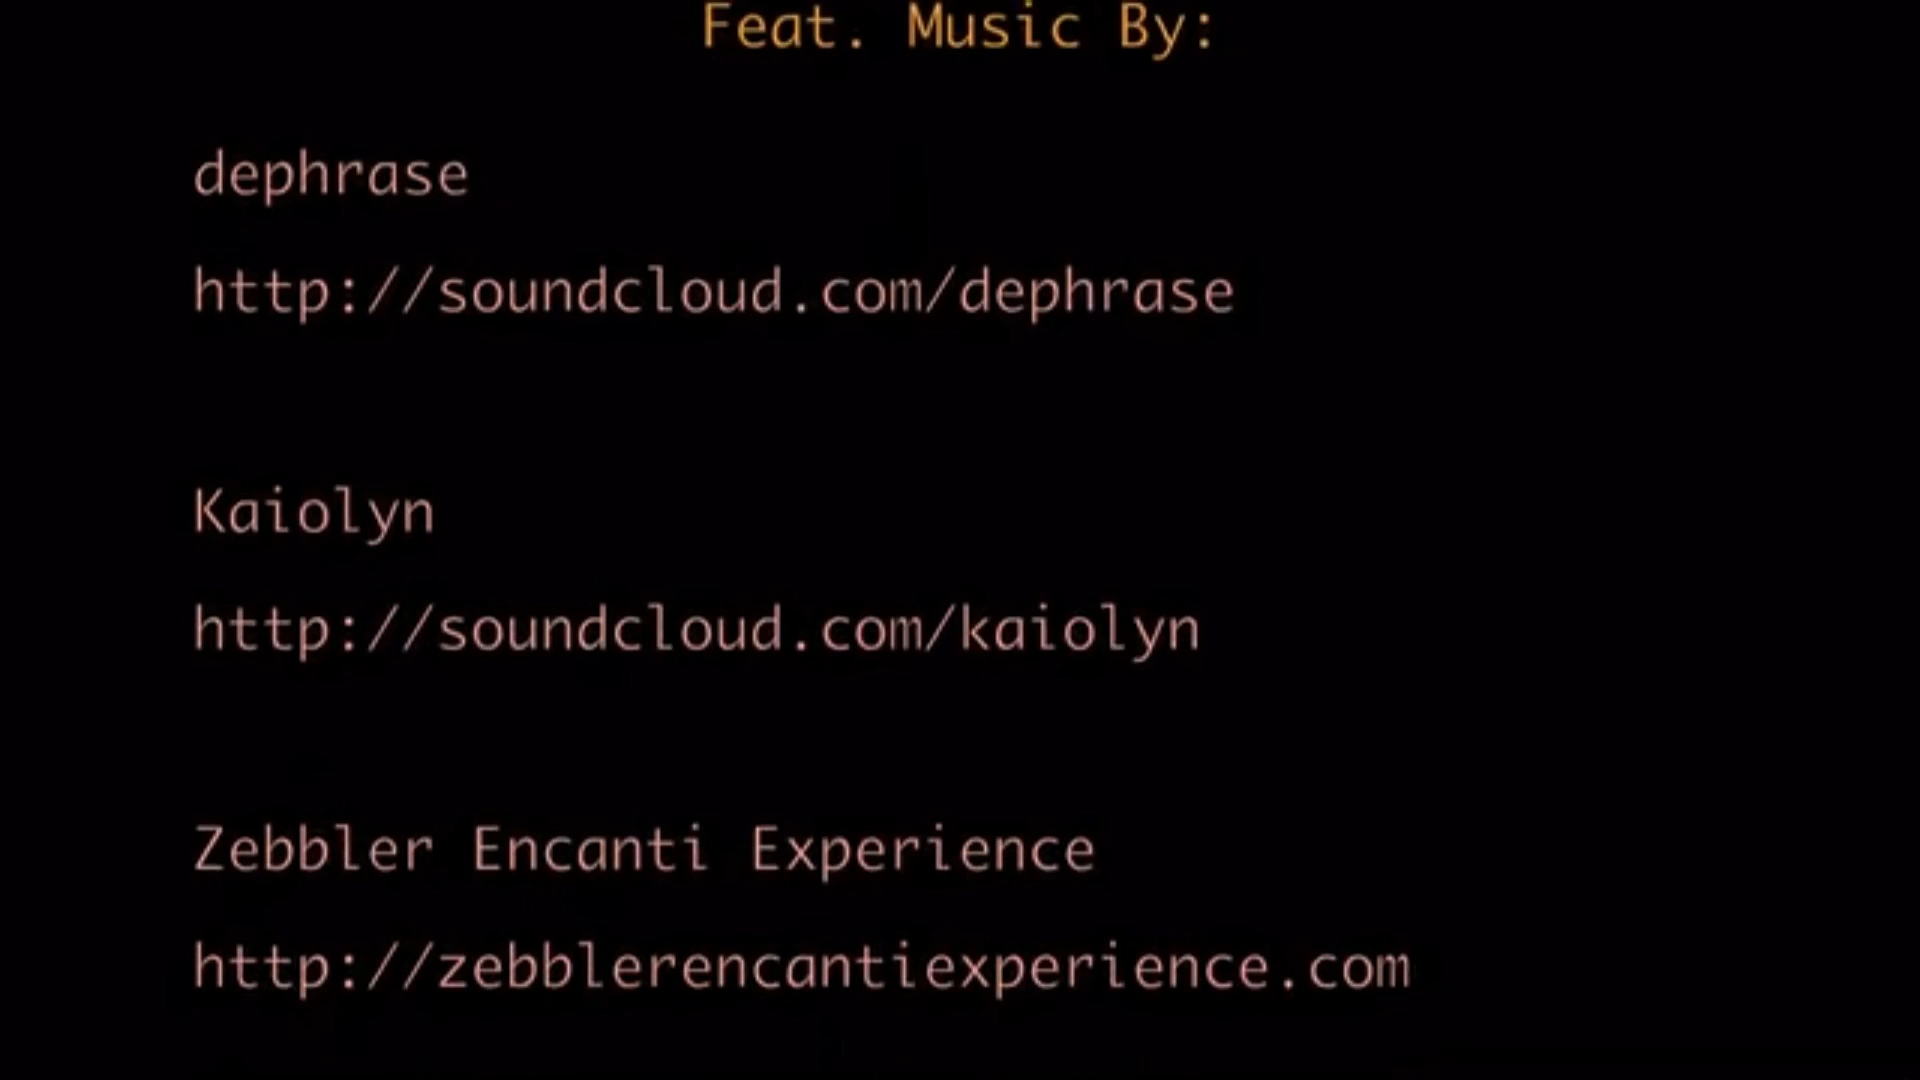 Feat. Music By:
dephrase
http://soundcloud.com/dephrase
Kaiolyn
http://soundcloud.com/kaiolyn
Zebbler Encanti Experience
http://zebblerencantiexperience.com